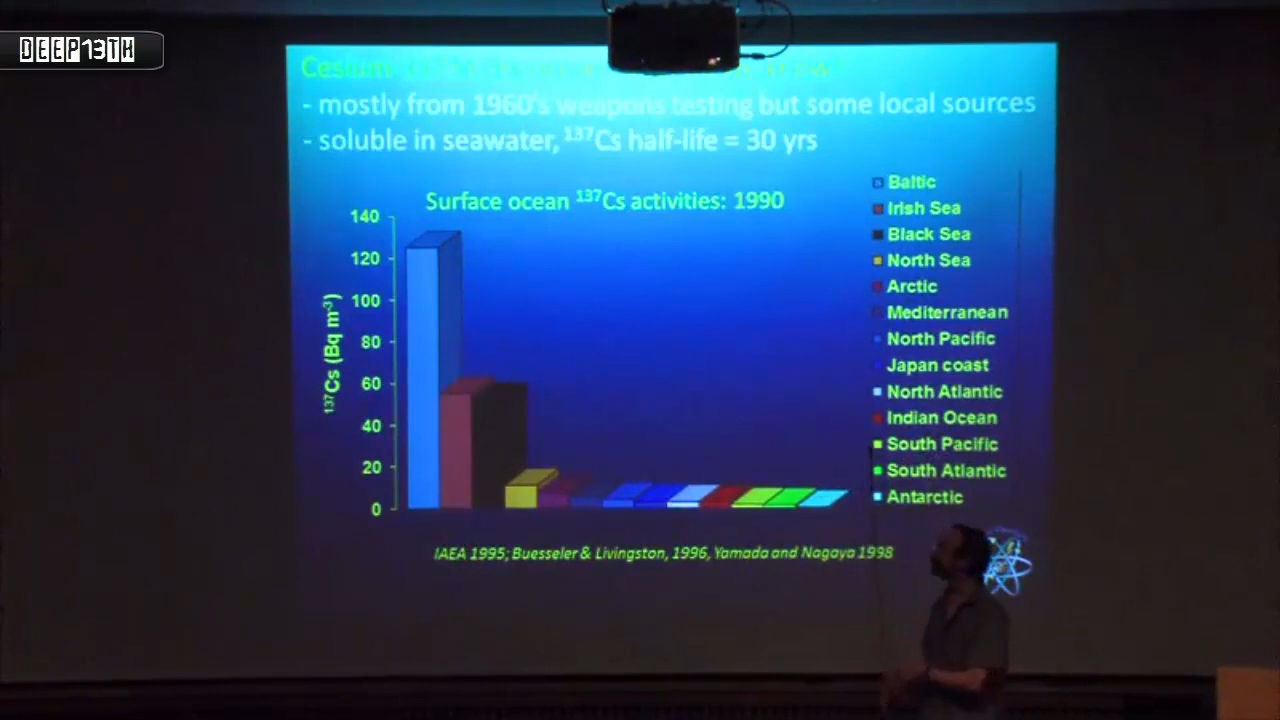 DEEP13TH
Cesium
- mostly from 1960's weapons testing but some local sources
- soluble in seawater, ¹³⁷Cs half-life = 30 yrs
Surface ocean ¹³⁷Cs activities: 1990
¹³⁷Cs (Bq m⁻³)
140
120
100
80
60
40
20
0
Baltic
Irish Sea
Black Sea
North Sea
Arctic
Mediterranean
North Pacific
Japan coast
North Atlantic
Indian Ocean
South Pacific
South Atlantic
Antarctic
IAEA 1995; Buesseler & Livingston, 1996, Yamada and Nagaya 1998